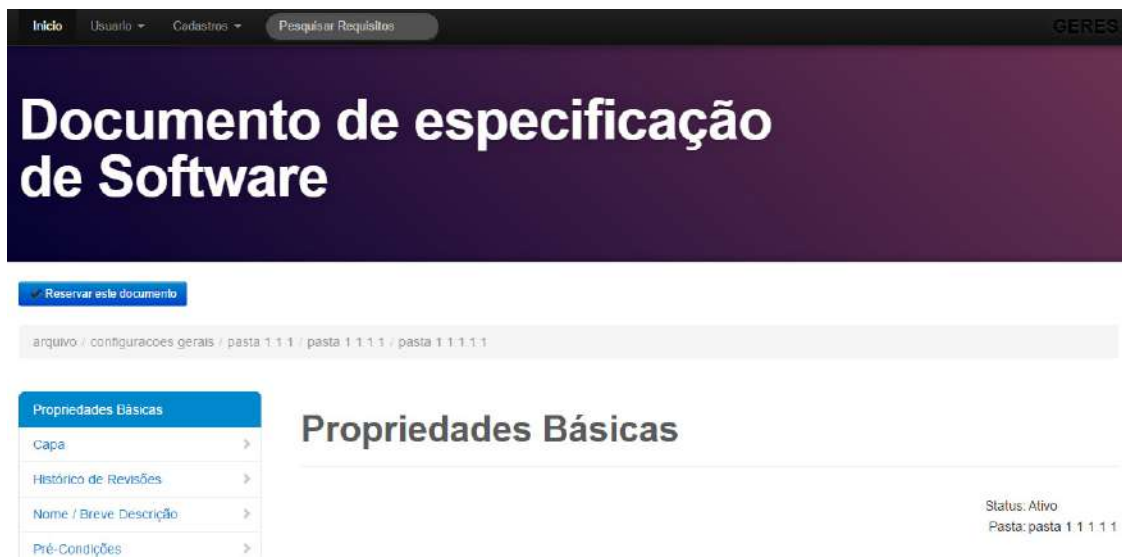 Inicio Usuario Cadastros Pesquisar Requisitos GERES
Documento de especificação
de Software
Reservar este documento
arquivo / configuracoes gerais / pasta 1 1 1 / pasta 1 1 1 1 / pasta 1 1 1 1 1
Propriedades Básicas
Capa
Histórico de Revisões
Nome / Breve Descrição
Pré-Condições
Propriedades Básicas
Status: Ativo
Pasta: pasta 1 1 1 1 1